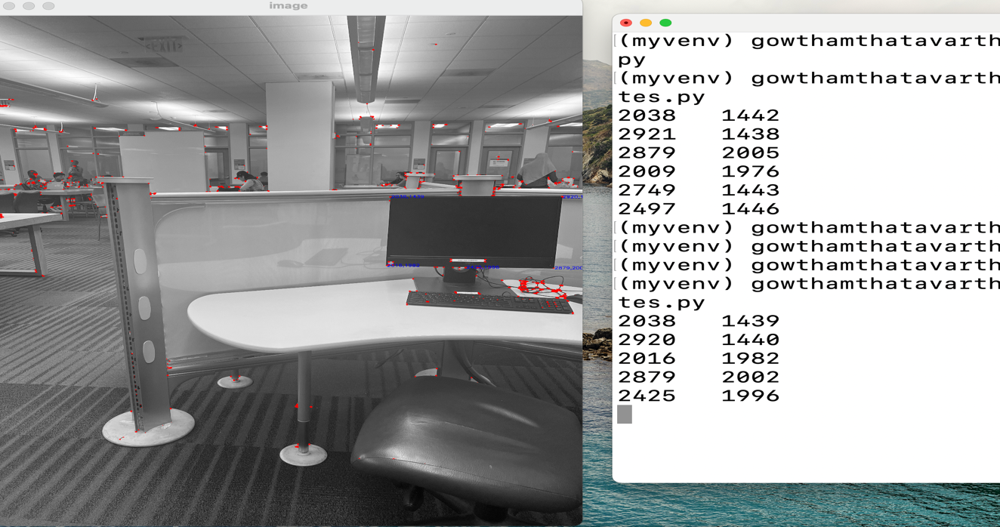 image
EXIT
2038,1439
2920,1
2016,1982
2425,1996
2879,200
(myvenv) gowthamthatavarth
py
(myvenv) gowthamthatavarth
tes.py
2038 1442
2921 1438
2879 2005
2009 1976
2749 1443
2497 1446
(myvenv) gowthamthatavarth
(myvenv) gowthamthatavarth
(myvenv) gowthamthatavarth
(myvenv) gowthamthatavarth
tes.py
2038 1439
2920 1440
2016 1982
2879 2002
2425 1996